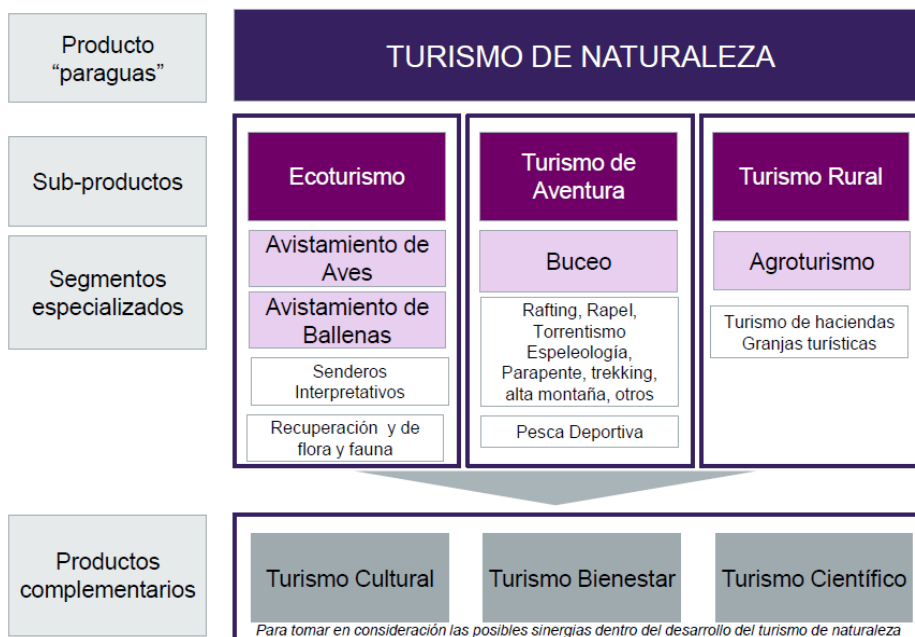 Producto
“paraguas”
TURISMO DE NATURALEZA
Sub-productos
Ecoturismo
Turismo de
Aventura
Turismo Rural
Segmentos
especializados
Avistamiento de
Aves
Avistamiento de
Ballenas
Senderos
Interpretativos
Recuperación y de
flora y fauna
Buceo
Rafting, Rapel,
Torrentismo
Espeleología,
Parapente, trekking,
alta montaña, otros
Pesca Deportiva
Agroturismo
Turismo de haciendas
Granjas turísticas
Productos
complementarios
Turismo Cultural
Turismo Bienestar
Turismo Científico
Para tomar en consideración las posibles sinergias dentro del desarrollo del turismo de naturaleza